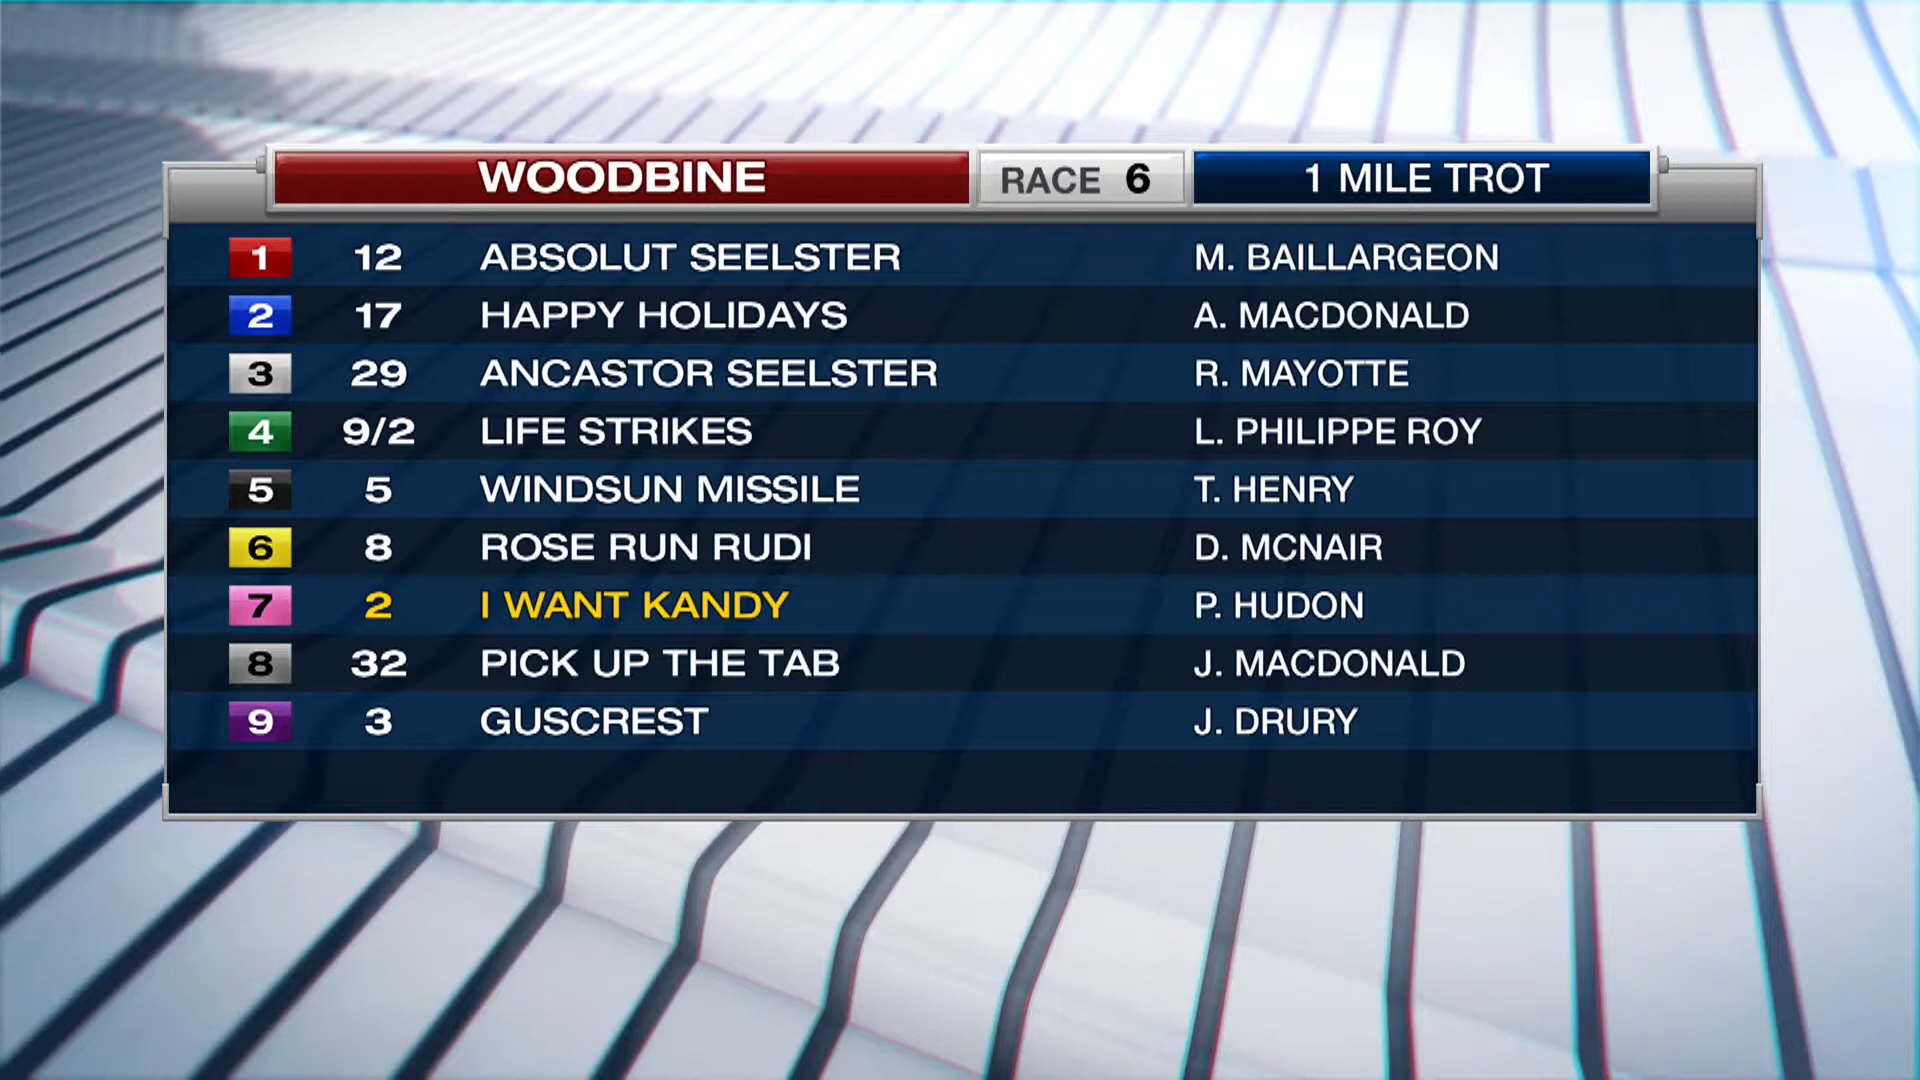 WOODBINE RACE 6 1 MILE TROT
1 12 ABSOLUT SEELSTER M. BAILLARGEON
2 17 HAPPY HOLIDAYS A. MACDONALD
3 29 ANCASTOR SEELSTER R. MAYOTTE
4 9/2 LIFE STRIKES L. PHILIPPE ROY
5 5 WINDSUN MISSILE T. HENRY
6 8 ROSE RUN RUDI D. MCNAIR
7 2 I WANT KANDY P. HUDON
8 32 PICK UP THE TAB J. MACDONALD
9 3 GUSCREST J. DRURY